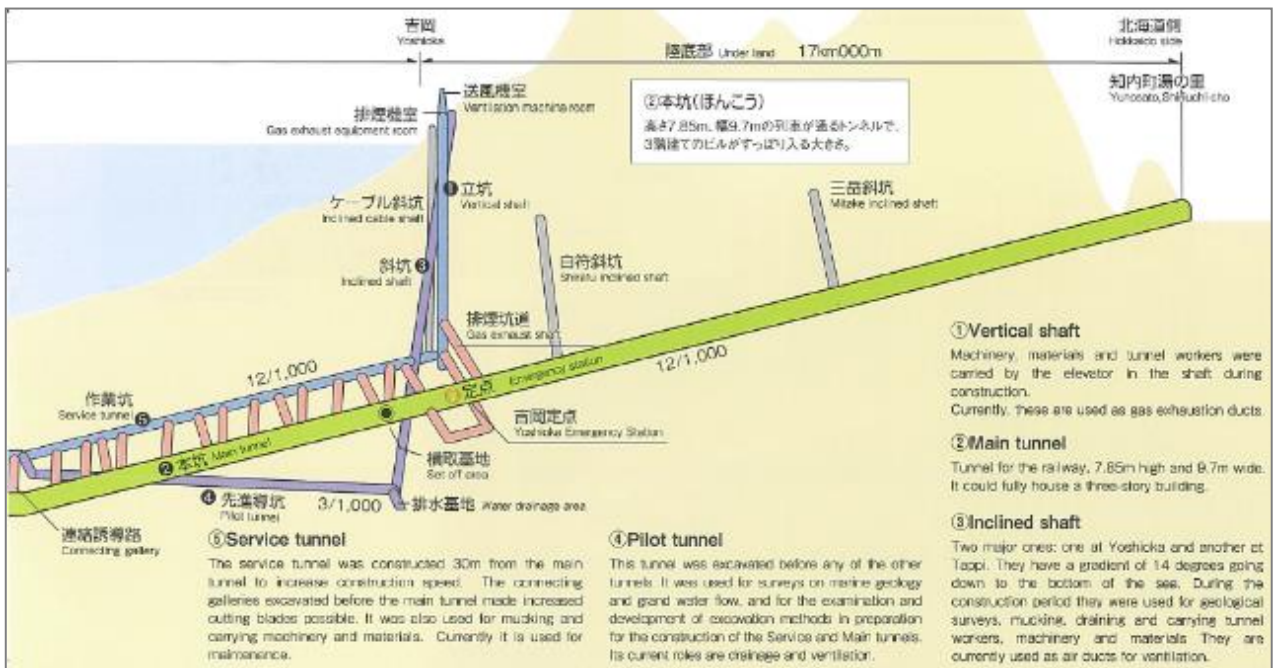 吉岡
Yoshioka
陸底部 Under land 17km000m
北海道側
Hokkaido side
知内町湯の里
Yunosato,Shiriuchi-cho
送風機室
Ventilation machine room
排煙機室
Gas exhaust equipment room
②本坑(ほんこう)
高さ7.85m、幅9.7mの列車が通るトンネルで、
3階建てのビルがすっぽり入る大きさ。
❶立坑
Vertical shaft
ケーブル斜坑
Inclined cable shaft
三岳斜坑
Mitake inclined shaft
斜坑❸
Inclined shaft
白符斜坑
Shirafu inclined shaft
排煙坑道
Gas exhaust shaft
12/1,000
定点 Emergency station
12/1,000
作業坑
Service tunnel ❺
吉岡定点
Yoshioka Emergency Station
❷本坑 Main tunnel
横取基地
Set off area
❹先進導坑
Pilot tunnel
3/1,000
排水基地 Water drainage area
連絡誘導路
Connecting gallery
⑤Service tunnel
The service tunnel was constructed 30m from the main
tunnel to increase construction speed. The connecting
galleries excavated before the main tunnel made increased
cutting blades possible. It was also used for mucking and
carrying machinery and materials. Currently it is used for
maintenance.
④Pilot tunnel
This tunnel was excavated before any of the other
tunnels. It was used for surveys on marine geology
and grand water flow, and for the examination and
development of excavation methods in preparation
for the construction of the Service and Main tunnels.
Its current roles are drainage and ventilation.
①Vertical shaft
Machinery, materials and tunnel workers were
carried by the elevator in the shaft during
construction.
Currently, these are used as gas exhaustion ducts.
②Main tunnel
Tunnel for the railway, 7.85m high and 9.7m wide.
It could fully house a three-story building.
③Inclined shaft
Two major ones: one at Yoshioka and another at
Tappi. They have a gradient of 14 degrees going
down to the bottom of the sea. During the
construction period they were used for geological
surveys, mucking, draining and carrying tunnel
workers, machinery and materials They are
currently used as air ducts for ventilation.